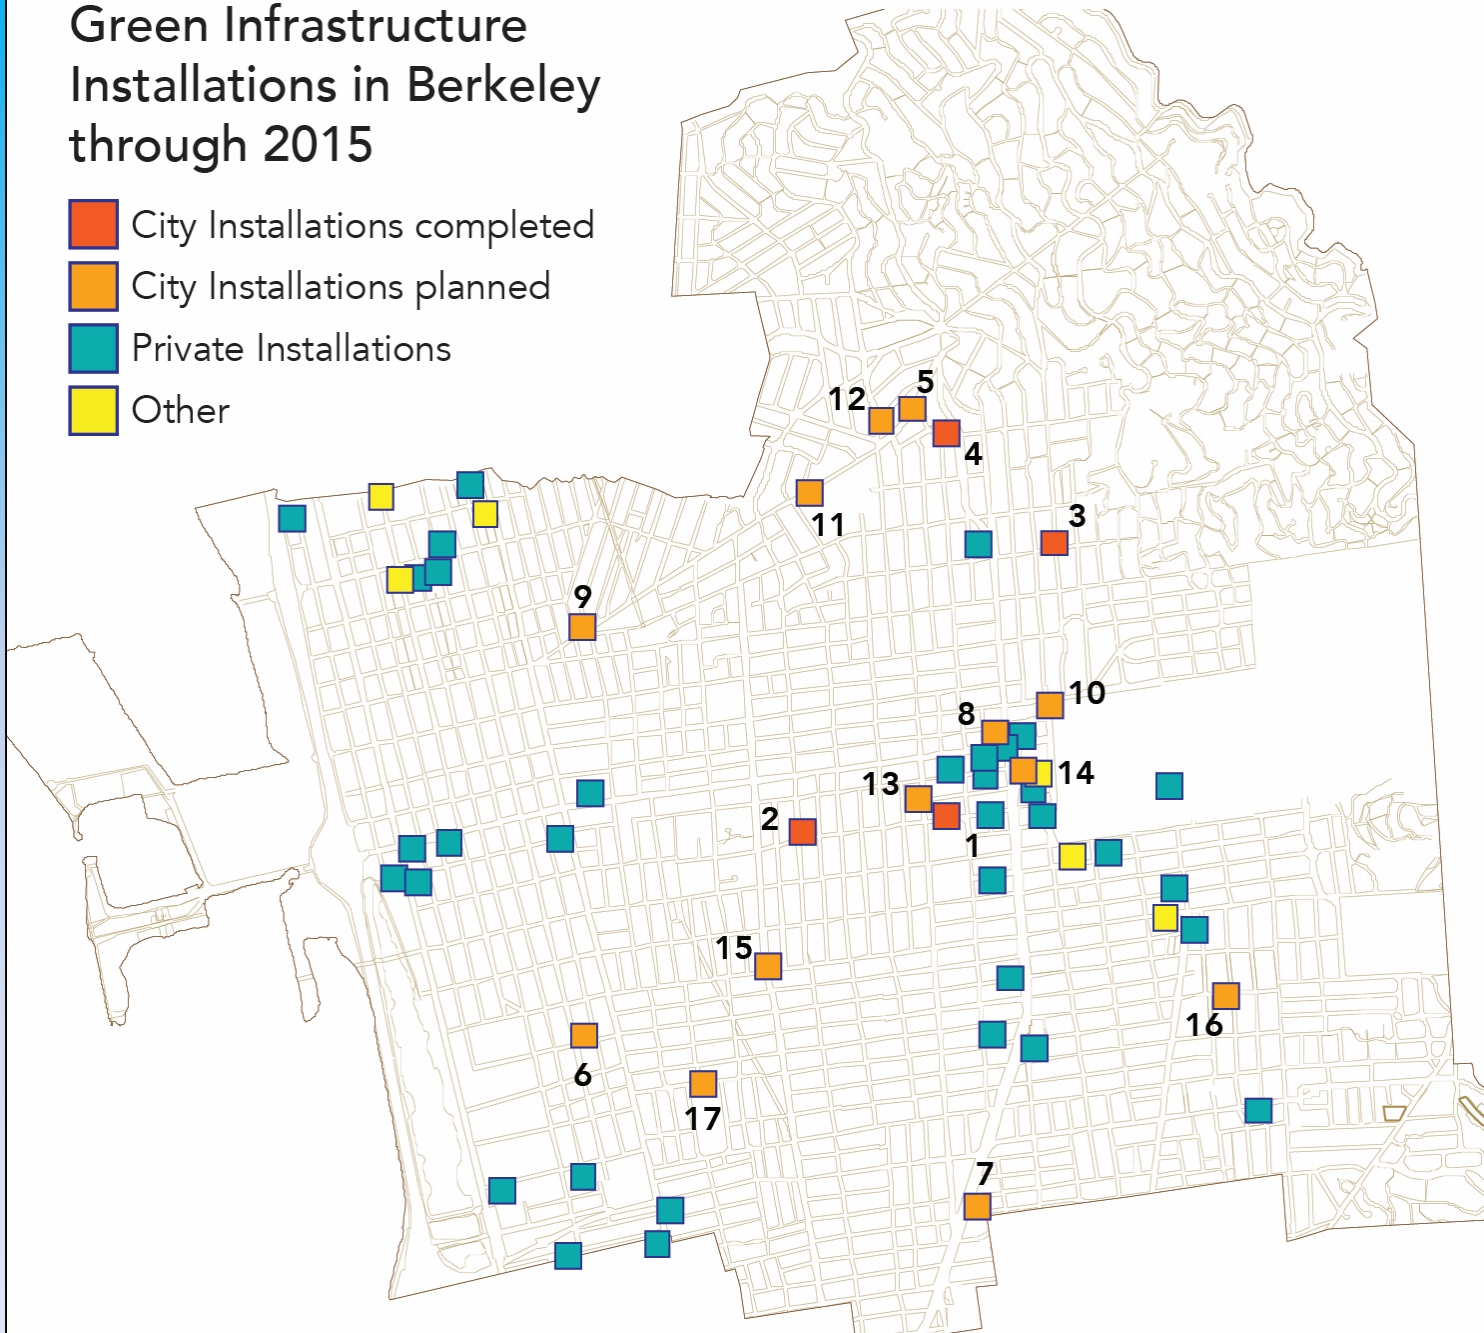 Green Infrastructure
Installations in Berkeley
through 2015
City Installations completed
City Installations planned
Private Installations
Other
5
12
4
11
3
9
10
8
14
13
2
1
15
16
6
17
7